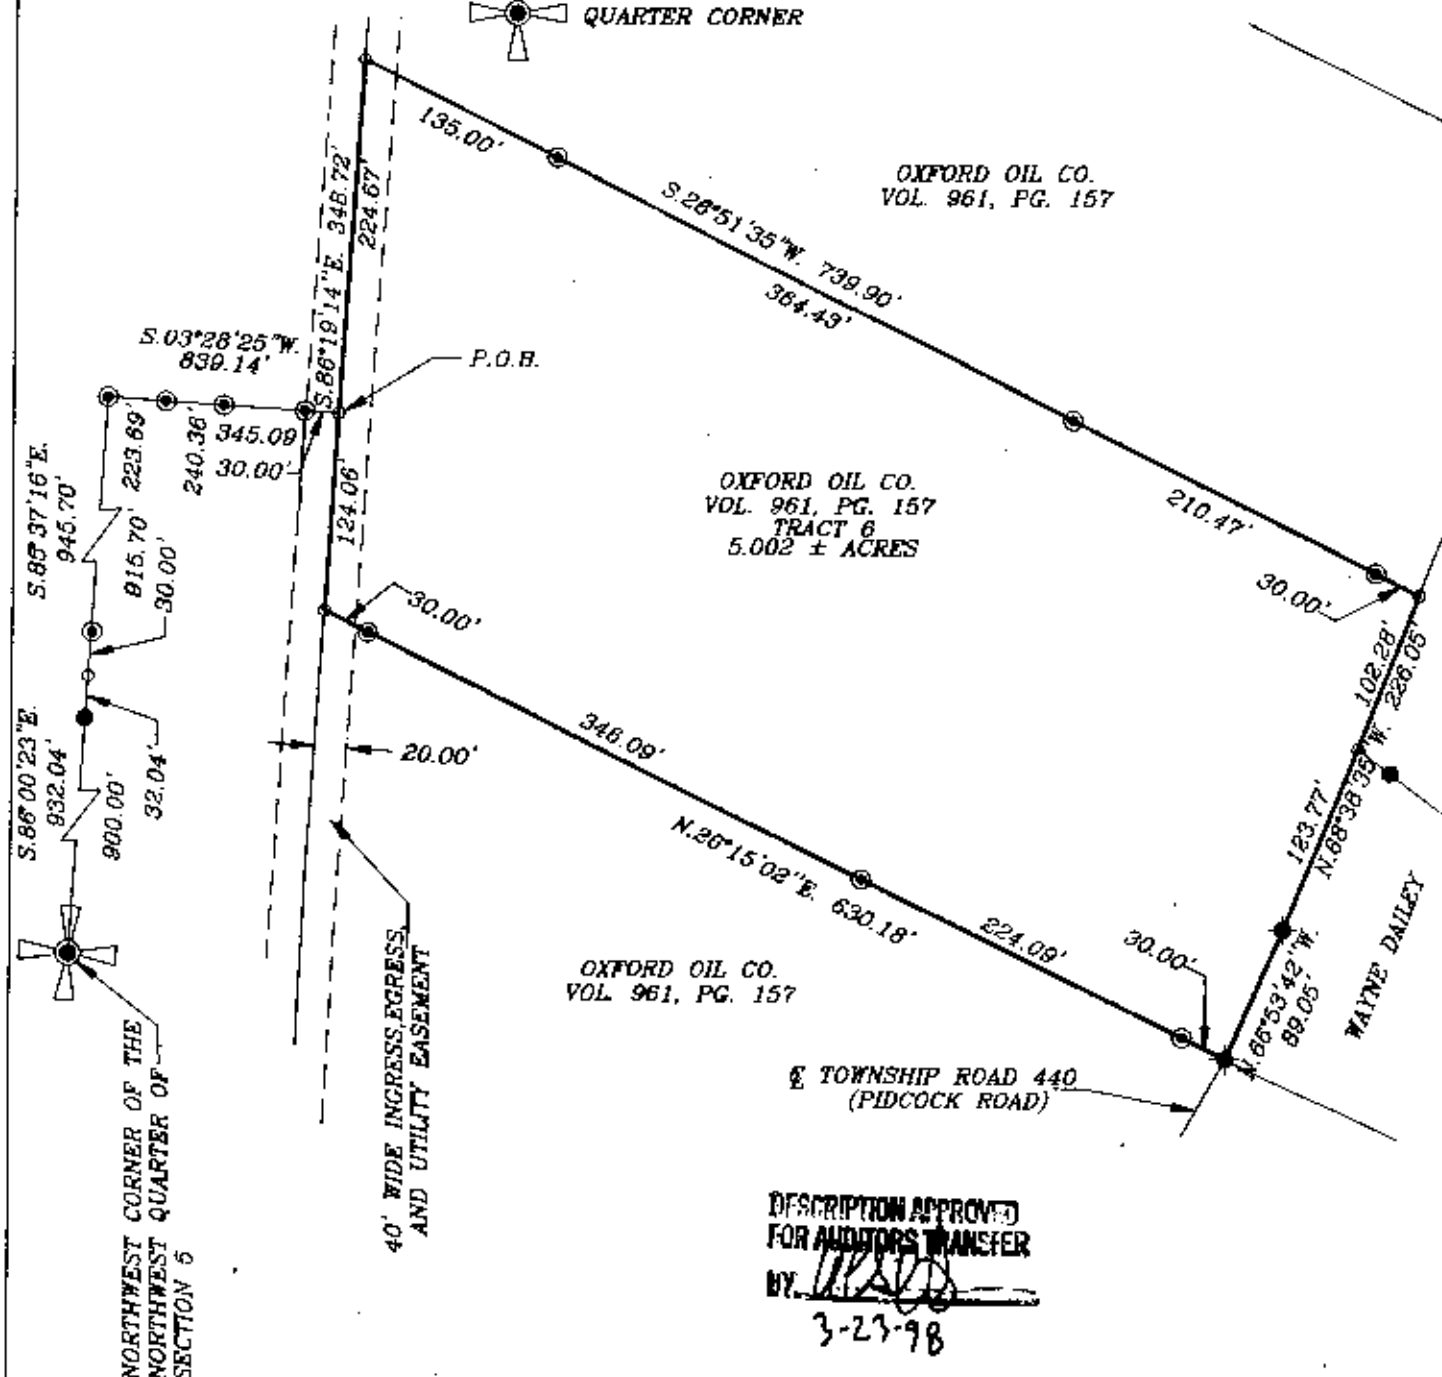 QUARTER CORNER
135.00'
S.26°51'35"W. 739.90'
364.43'
OXFORD OIL CO.
VOL. 961, PG. 157
S.86°19'14"E. 348.72'
224.67'
S.03°28'25"W.
839.14'
P.O.B.
223.69'
240.36'
345.09
30.00'
S.88°37'16"E.
945.70'
915.70'
30.00'
124.06'
30.00'
OXFORD OIL CO.
VOL. 961, PG. 157
TRACT 6
5.002 ± ACRES
210.47'
30.00'
102.28'
226.05'
N.68°38'35"W.
123.77'
S.86°00'23"E.
932.04'
900.00'
32.04'
20.00'
346.09'
N.26°15'02"E. 630.18'
224.09'
30.00'
N.66°53'42"W.
89.05'
WAYNE DAILEY
OXFORD OIL CO.
VOL. 961, PG. 157
℄ TOWNSHIP ROAD 440
(PIDCOCK ROAD)
40' WIDE INGRESS,EGRESS,
AND UTILITY EASEMENT
NORTHWEST CORNER OF THE
NORTHWEST QUARTER OF
SECTION 5
DESCRIPTION APPROVED
FOR AUDITORS TRANSFER
BY.
3-23-98